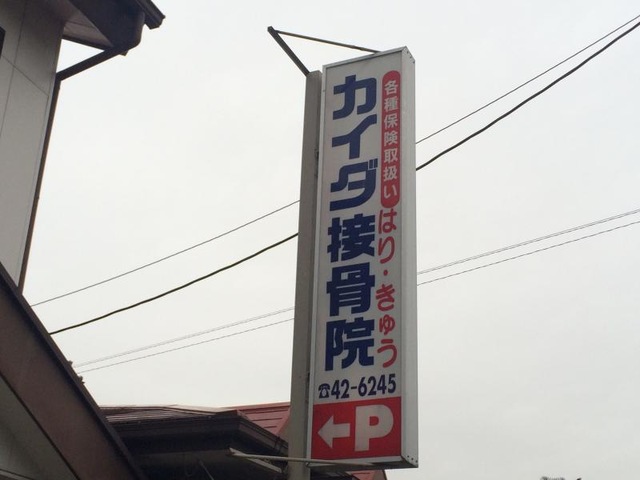 各種保険取扱い
はり・きゅう
カイダ接骨院
☎42-6245
←P